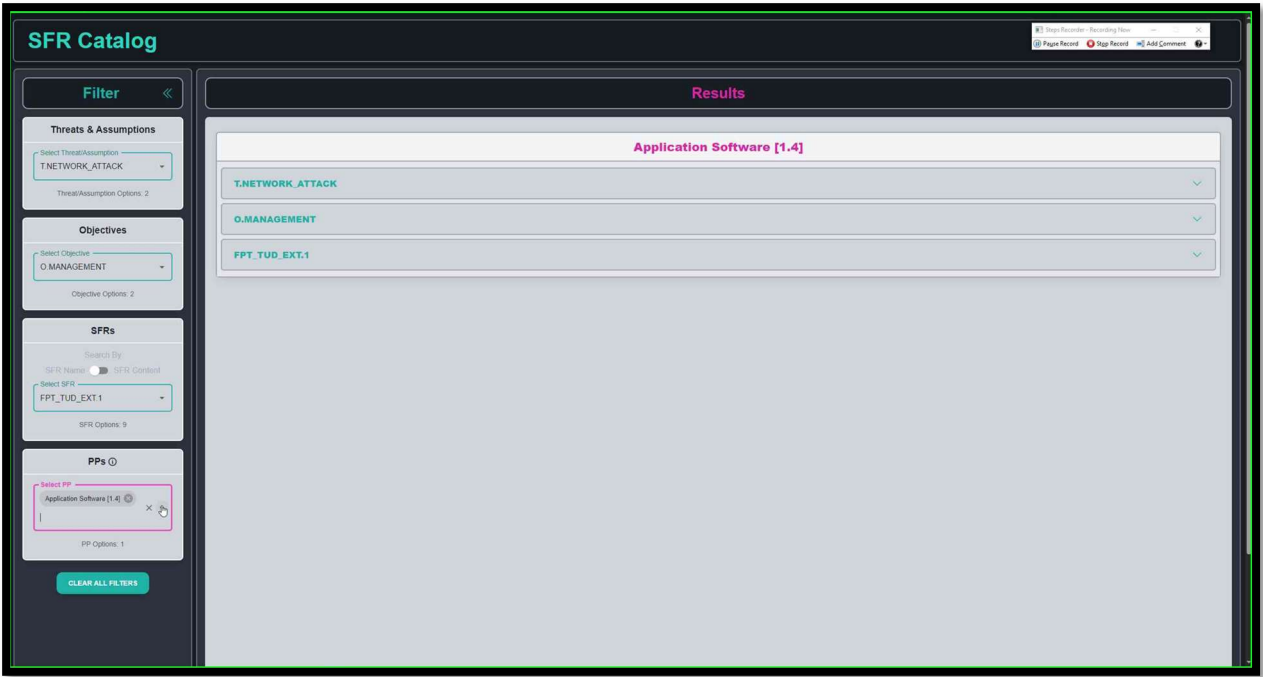 SFR Catalog
Steps Recorder - Recording Now
Pause Record Stop Record Add Comment
Filter
Results
Threats & Assumptions
Select Threat/Assumption
T.NETWORK_ATTACK
Threat/Assumption Options: 2
Objectives
Select Objective
O.MANAGEMENT
Objective Options: 2
SFRs
Search By
SFR Name SFR Content
Select SFR
FPT_TUD_EXT.1
SFR Options: 9
PPs
Select PP
Application Software [1.4]
PP Options: 1
CLEAR ALL FILTERS
Application Software [1.4]
T.NETWORK_ATTACK
O.MANAGEMENT
FPT_TUD_EXT.1